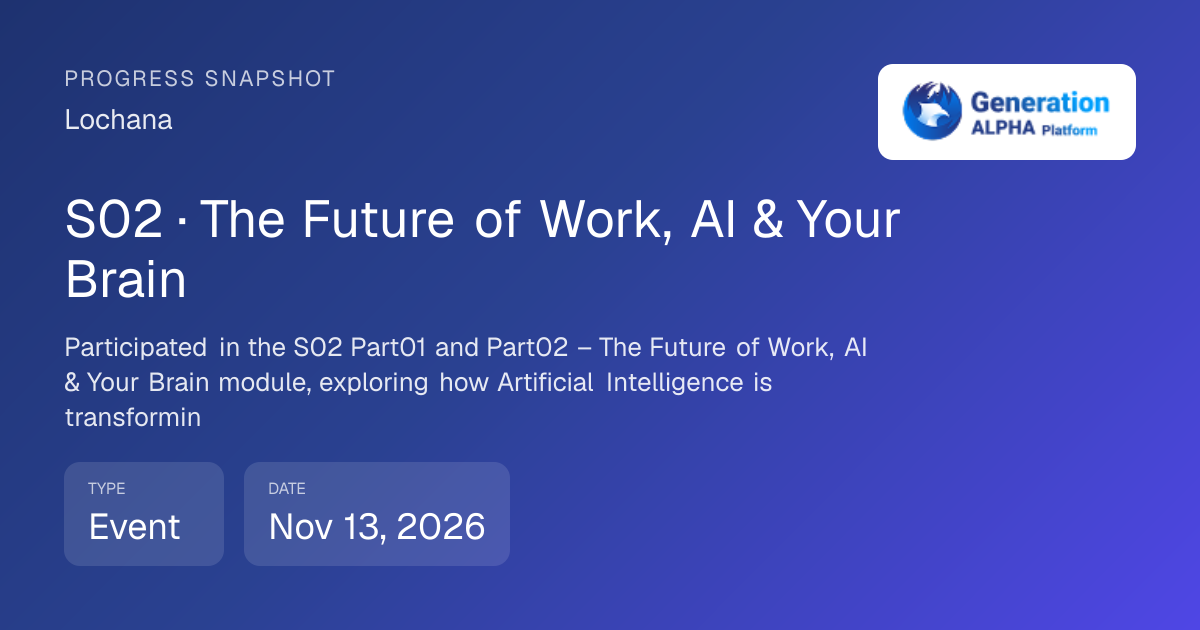 PROGRESS SNAPSHOT
Lochana
Generation
ALPHA Platform
S02 · The Future of Work, AI & Your
Brain
Participated in the S02 Part01 and Part02 – The Future of Work, AI
& Your Brain module, exploring how Artificial Intelligence is
transformin
TYPE
Event
DATE
Nov 13, 2026